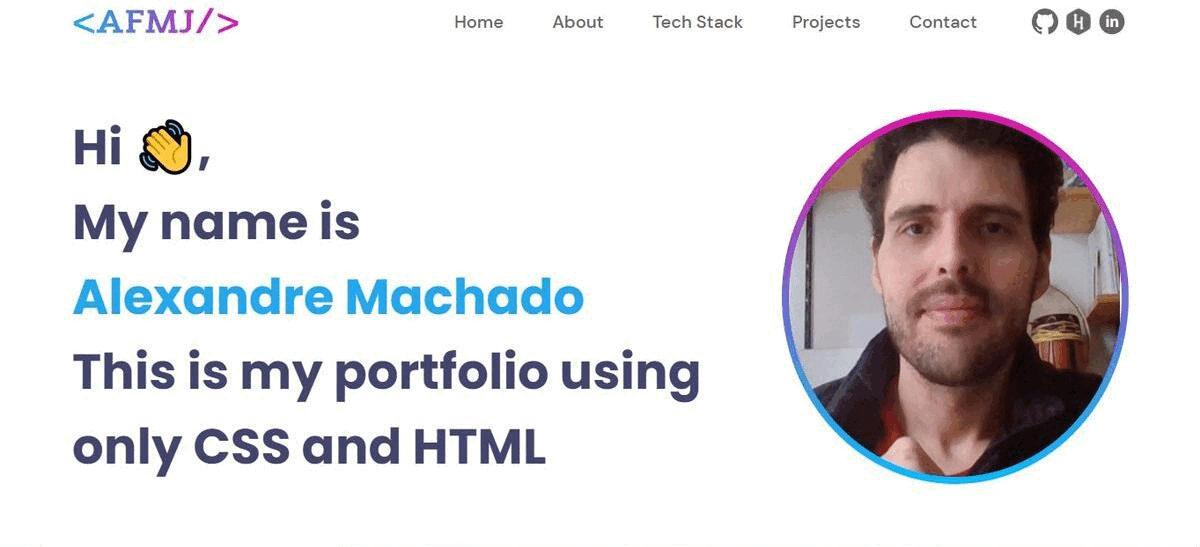 <AFMJ/>
Home About Tech Stack Projects Contact
Hi 👋,
My name is
Alexandre Machado
This is my portfolio using
only CSS and HTML